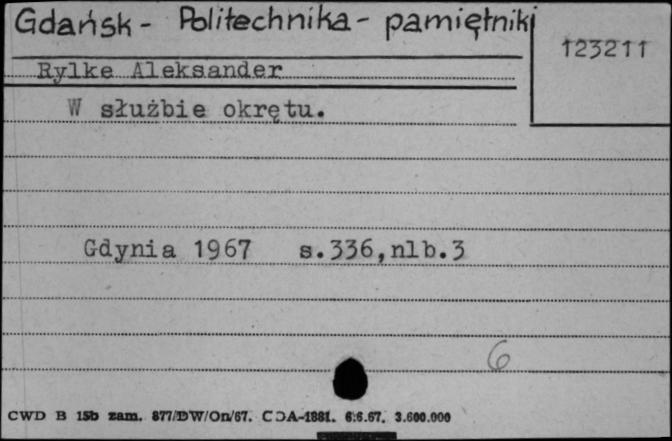 Gdańsk - Politechnika - pamiętniki
123211
Rylke Aleksander
W służbie okrętu.
Gdynia 1967 s.336,nlb.3
6
CWD B 15b zam. 877/DW/On/67. CDA-1881. 6.6.67. 3.600.000